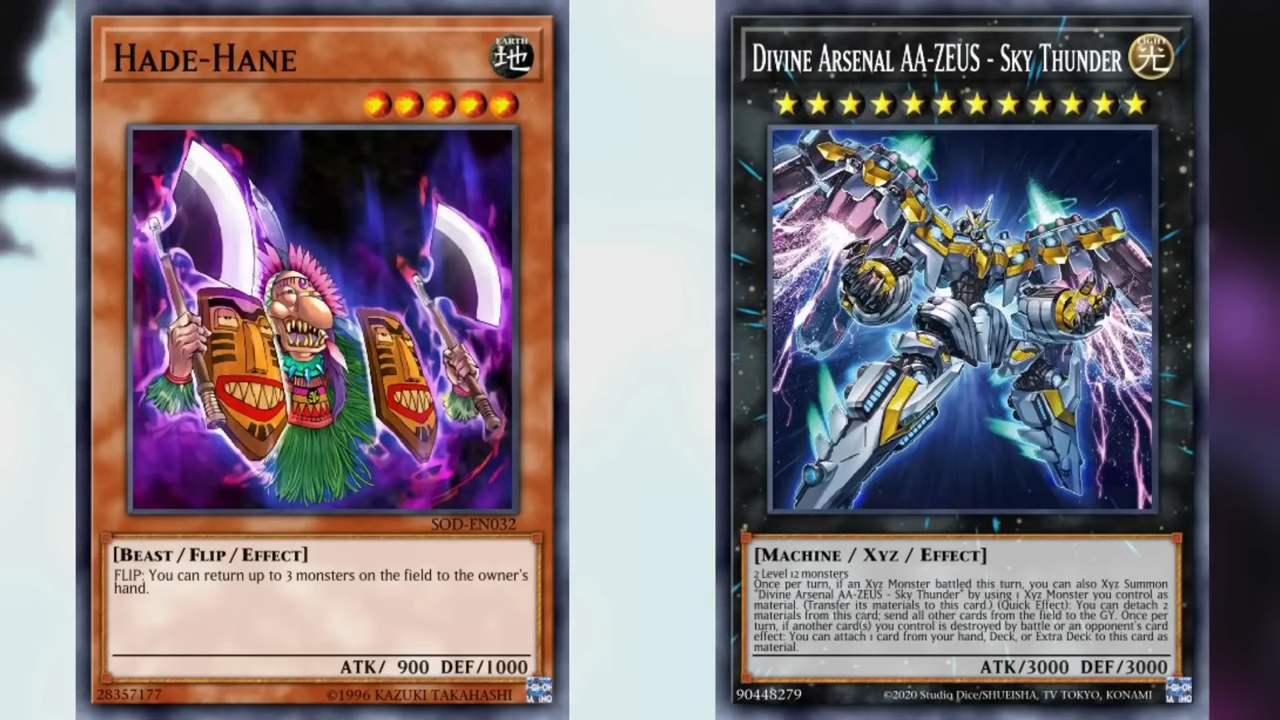 HADE-HANE
EARTH
地
SOD-EN032
[BEAST / FLIP / EFFECT]
FLIP: You can return up to 3 monsters on the field to the owner's
hand.
ATK/ 900 DEF/1000
28357177
©1996 KAZUKI TAKAHASHI
DIVINE ARSENAL AA-ZEUS - SKY THUNDER
LIGHT
光
[MACHINE / XYZ / EFFECT]
2 Level 12 monsters
Once per turn, if an Xyz Monster battled this turn, you can also Xyz Summon
"Divine Arsenal AA-ZEUS - Sky Thunder" by using 1 Xyz Monster you control as
material. (Transfer its materials to this card.) (Quick Effect): You can detach 2
materials from this card; send all other cards from the field to the GY. Once per
turn, if another card(s) you control is destroyed by battle or an opponent's card
effect: You can attach 1 card from your hand, Deck, or Extra Deck to this card as
material.
ATK/3000 DEF/3000
90448279
©2020 Studio Dice/SHUEISHA, TV TOKYO, KONAMI